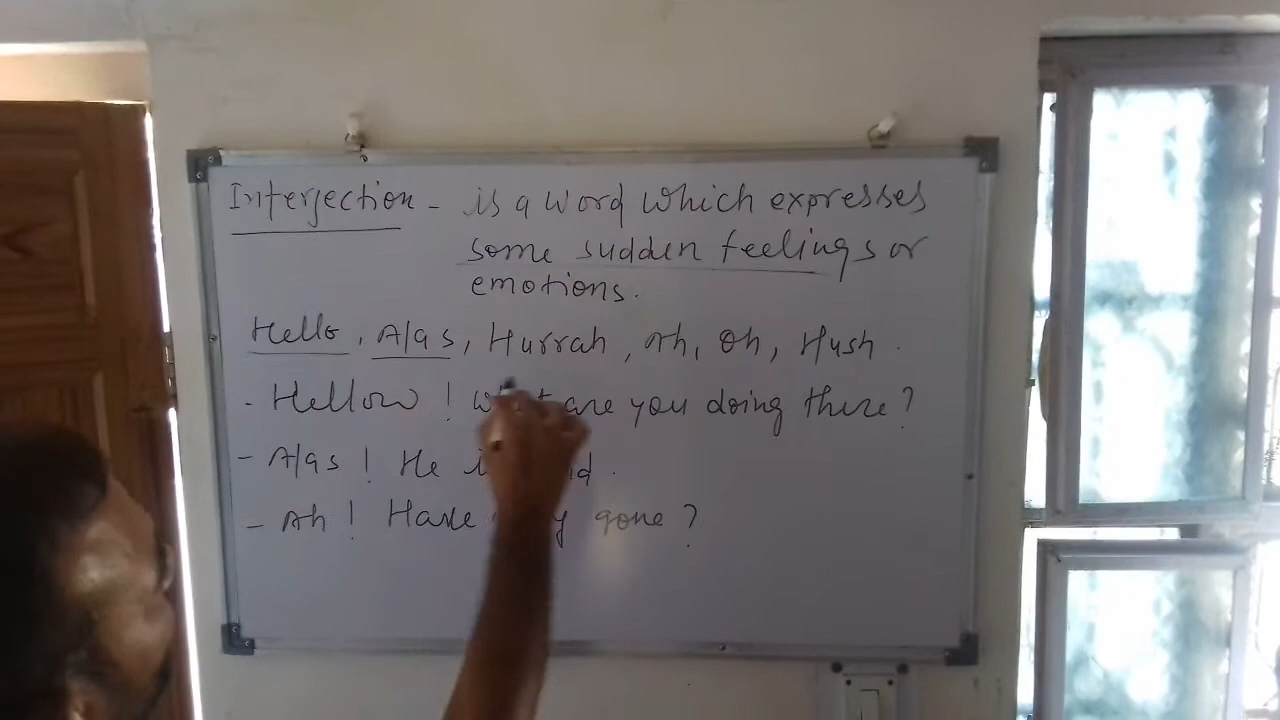 Interjection - is a word which expresses
some sudden feelings or
emotions.
Hello, Alas, Hurrah, Ah, Oh, Hush.
- Hellow ! What are you doing there ?
- Alas ! He
- Ah ! Have gone ?